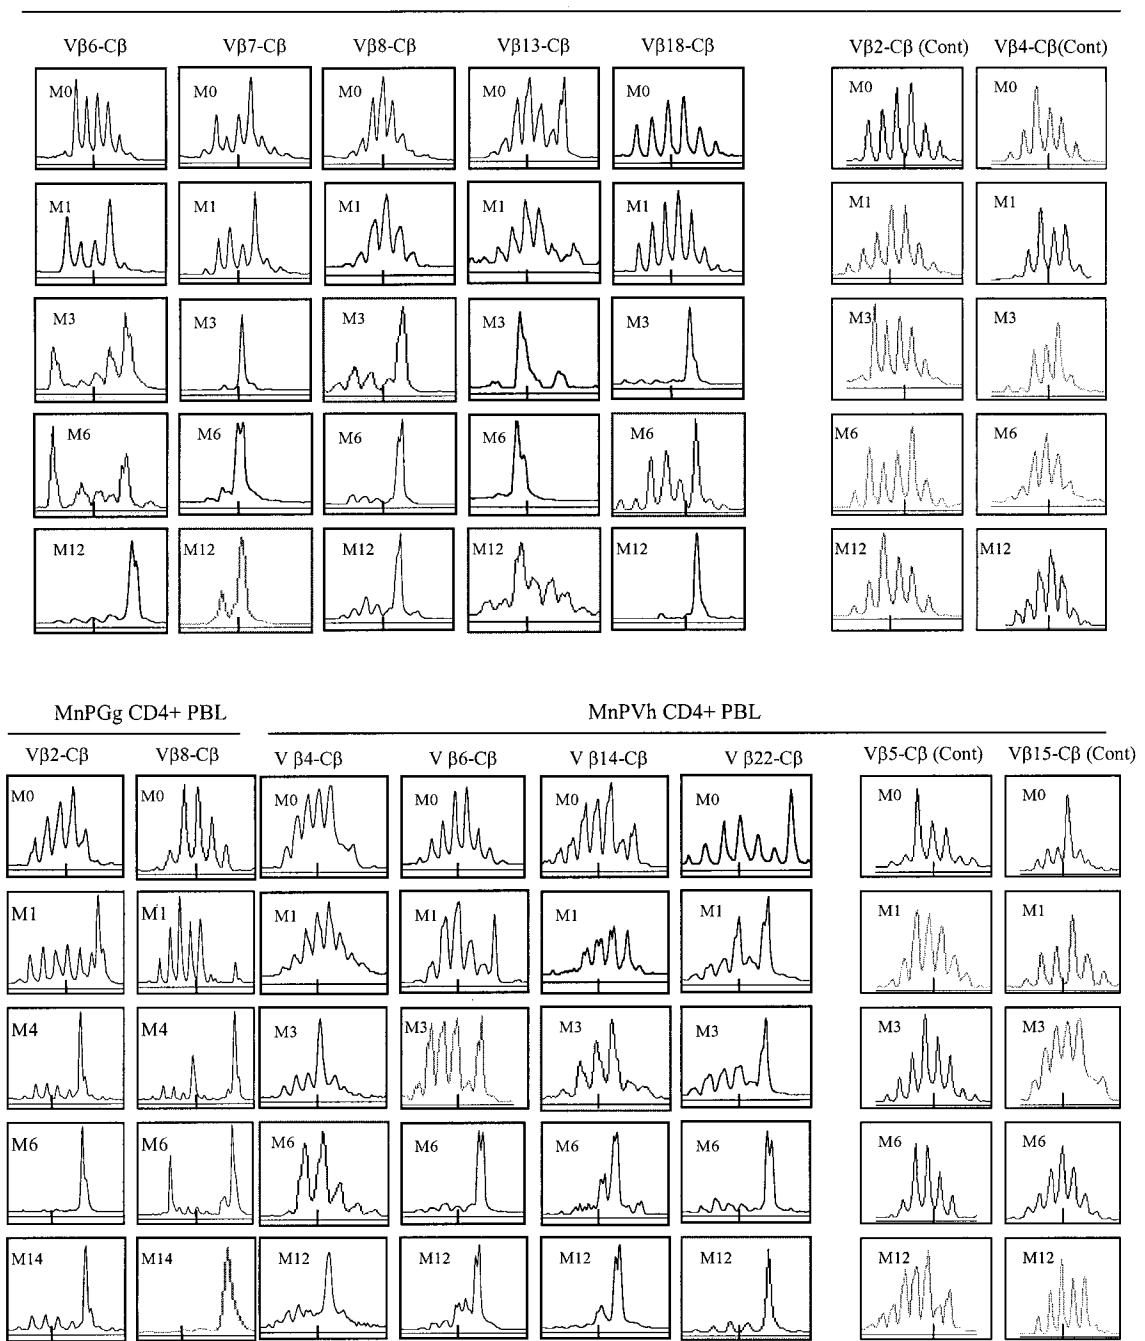 Vβ6-Cβ Vβ7-Cβ Vβ8-Cβ Vβ13-Cβ Vβ18-Cβ Vβ2-Cβ (Cont) Vβ4-Cβ(Cont)
M0 M0 M0 M0 M0 M0 M0
M1 M1 M1 M1 M1 M1 M1
M3 M3 M3 M3 M3 M3 M3
M6 M6 M6 M6 M6 M6 M6
M12 M12 M12 M12 M12 M12 M12
MnPGg CD4+ PBL MnPVh CD4+ PBL
Vβ2-Cβ Vβ8-Cβ V β4-Cβ V β6-Cβ V β14-Cβ V β22-Cβ Vβ5-Cβ (Cont) Vβ15-Cβ (Cont)
M0 M0 M0 M0 M0 M0 M0 M0
M1 M1 M1 M1 M1 M1 M1 M1
M4 M4 M3 M3 M3 M3 M3 M3
M6 M6 M6 M6 M6 M6 M6 M6
M14 M14 M12 M12 M12 M12 M12 M12